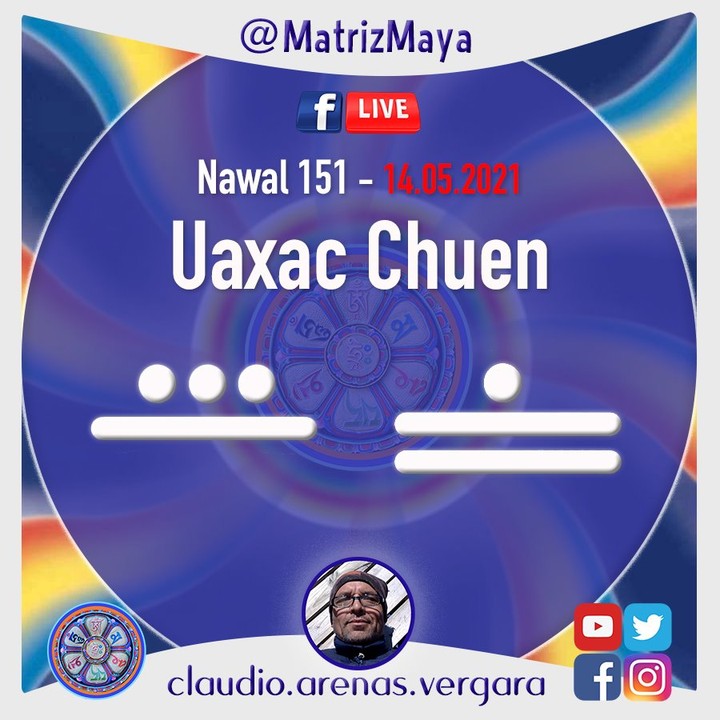 @MatrizMaya
f LIVE
Nawal 151 - 14.05.2021
Uaxac Chuen
claudio.arenas.vergara